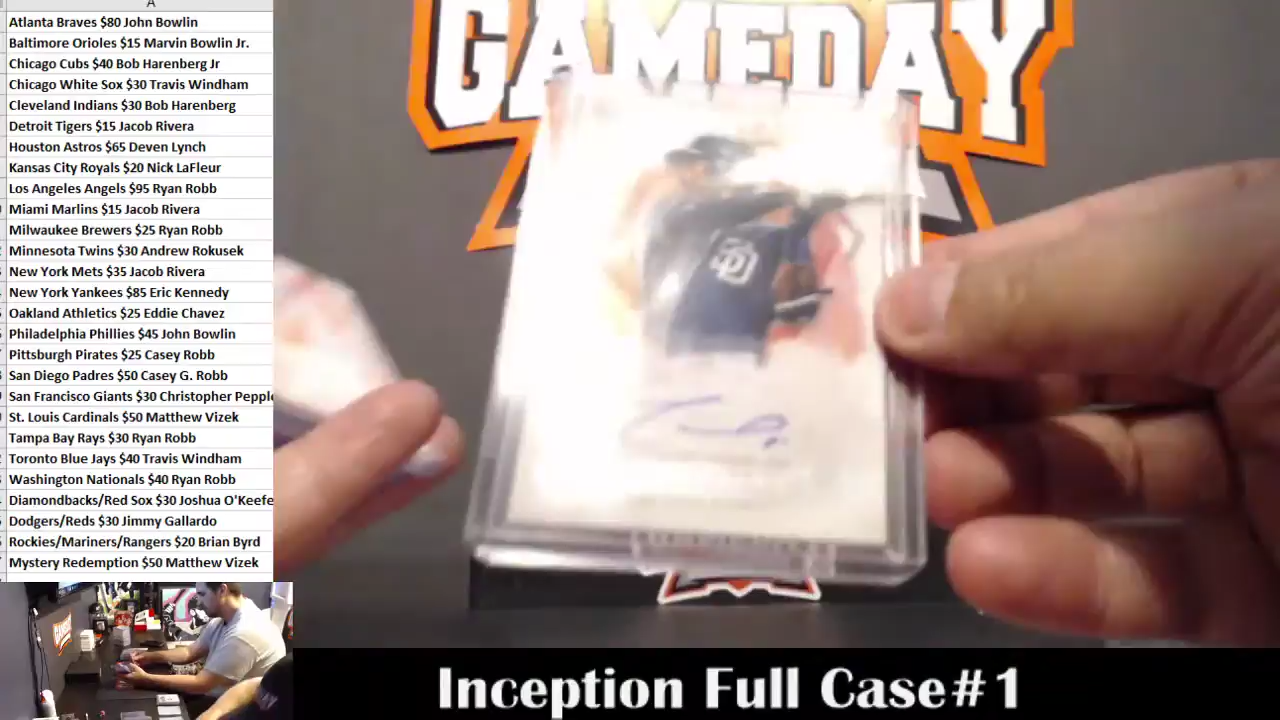 A
Atlanta Braves $80 John Bowlin
Baltimore Orioles $15 Marvin Bowlin Jr.
Chicago Cubs $40 Bob Harenberg Jr
Chicago White Sox $30 Travis Windham
Cleveland Indians $30 Bob Harenberg
Detroit Tigers $15 Jacob Rivera
Houston Astros $65 Deven Lynch
Kansas City Royals $20 Nick LaFleur
Los Angeles Angels $95 Ryan Robb
Miami Marlins $15 Jacob Rivera
Milwaukee Brewers $25 Ryan Robb
Minnesota Twins $30 Andrew Rokusek
New York Mets $35 Jacob Rivera
New York Yankees $85 Eric Kennedy
Oakland Athletics $25 Eddie Chavez
Philadelphia Phillies $45 John Bowlin
Pittsburgh Pirates $25 Casey Robb
San Diego Padres $50 Casey G. Robb
San Francisco Giants $30 Christopher Pepple
St. Louis Cardinals $50 Matthew Vizek
Tampa Bay Rays $30 Ryan Robb
Toronto Blue Jays $40 Travis Windham
Washington Nationals $40 Ryan Robb
Diamondbacks/Red Sox $30 Joshua O'Keefe
Dodgers/Reds $30 Jimmy Gallardo
Rockies/Mariners/Rangers $20 Brian Byrd
Mystery Redemption $50 Matthew Vizek
GAMEDAY
SD
GAMEDAY
Inception Full Case#1